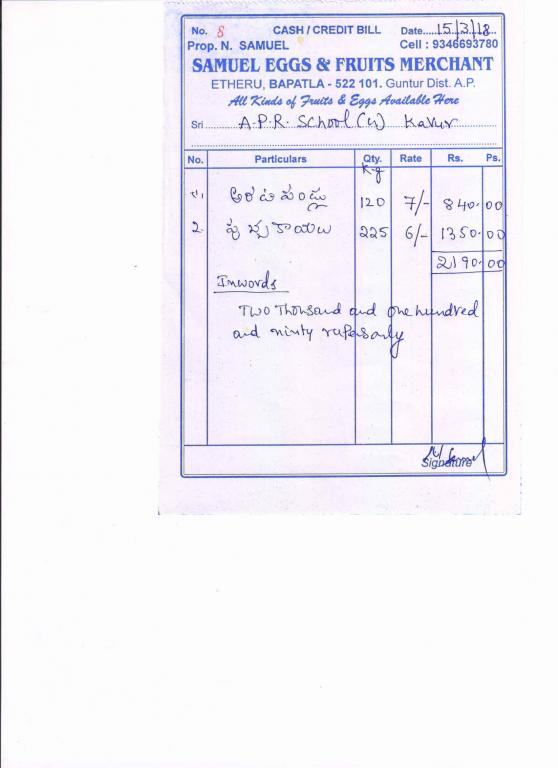 No. 8 CASH / CREDIT BILL Date.....15/3/18..
Prop. N. SAMUEL Cell : 9346693780
SAMUEL EGGS & FRUITS MERCHANT
ETHERU, BAPATLA - 522 101. Guntur Dist. A.P.
All Kinds of Fruits & Eggs Available Here
Sri A.P.R. School (U) Kavur
No. Particulars Qty. Rate Rs. Ps.
Kg
1. అరటి పండ్లు 120 7/- 840.00
2. పుచ్చకాయలు 225 6/- 1350.00
2190.00
Inwords
Two Thousand and one hundred
and ninty rupees only
Signature